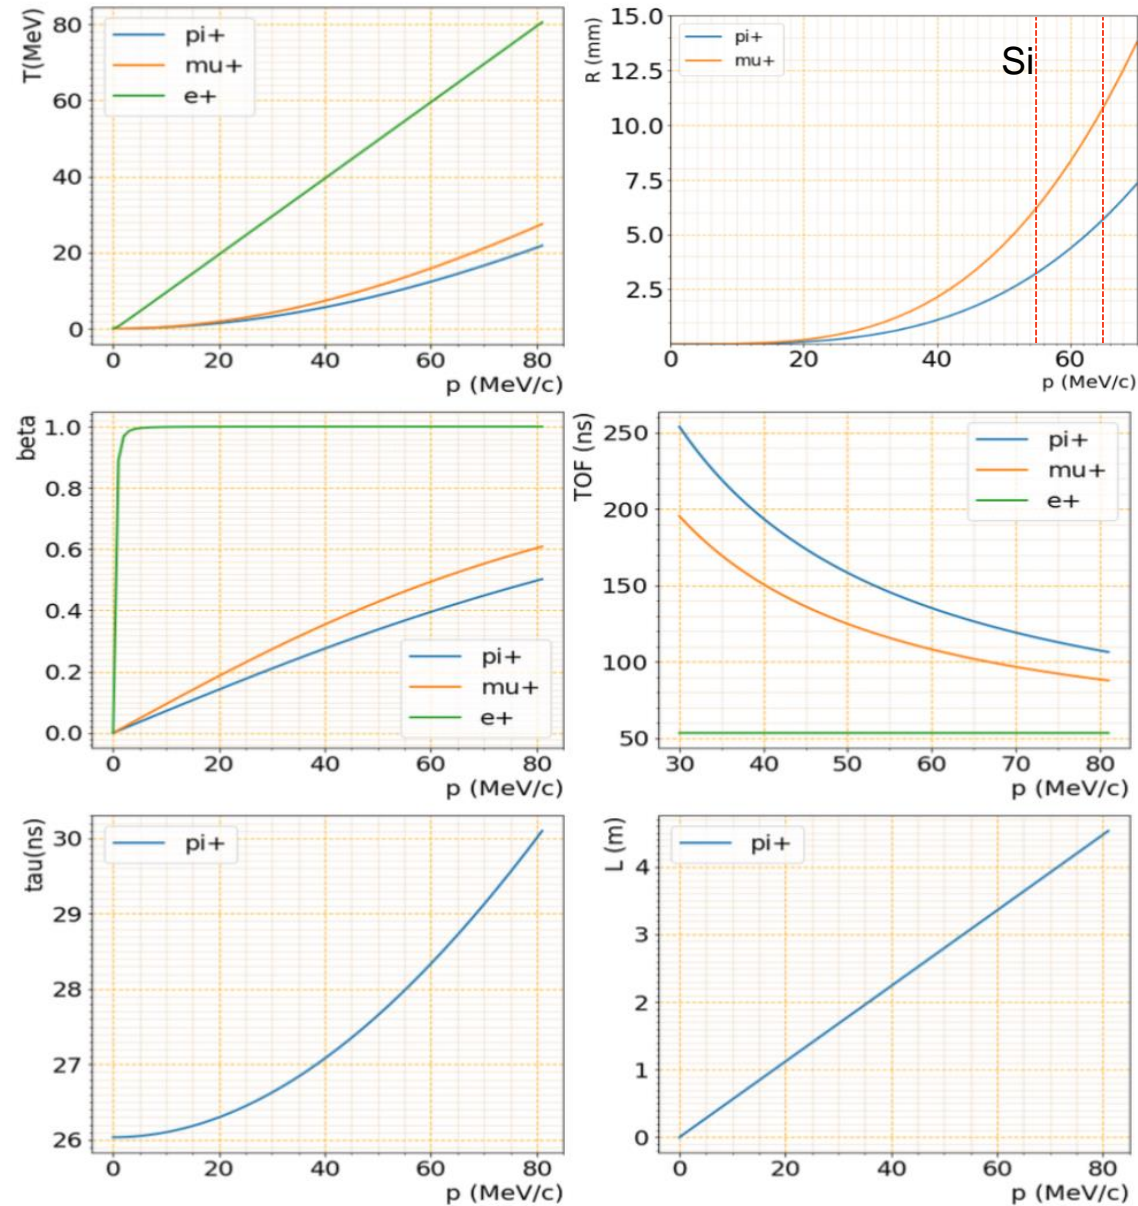 T(MeV)
80
60
40
20
0
pi+
mu+
e+
0 20 40 60 80
p (MeV/c)
R (mm)
15.0
12.5
10.0
7.5
5.0
2.5
pi+
mu+
Si
0 20 40 60
p (MeV/c)
beta
1.0
0.8
0.6
0.4
0.2
0.0
pi+
mu+
e+
0 20 40 60 80
p (MeV/c)
TOF (ns)
250
200
150
100
50
pi+
mu+
e+
30 40 50 60 70 80
p (MeV/c)
tau(ns)
30
29
28
27
26
pi+
0 20 40 60 80
p (MeV/c)
L (m)
4
3
2
1
0
pi+
0 20 40 60 80
p (MeV/c)